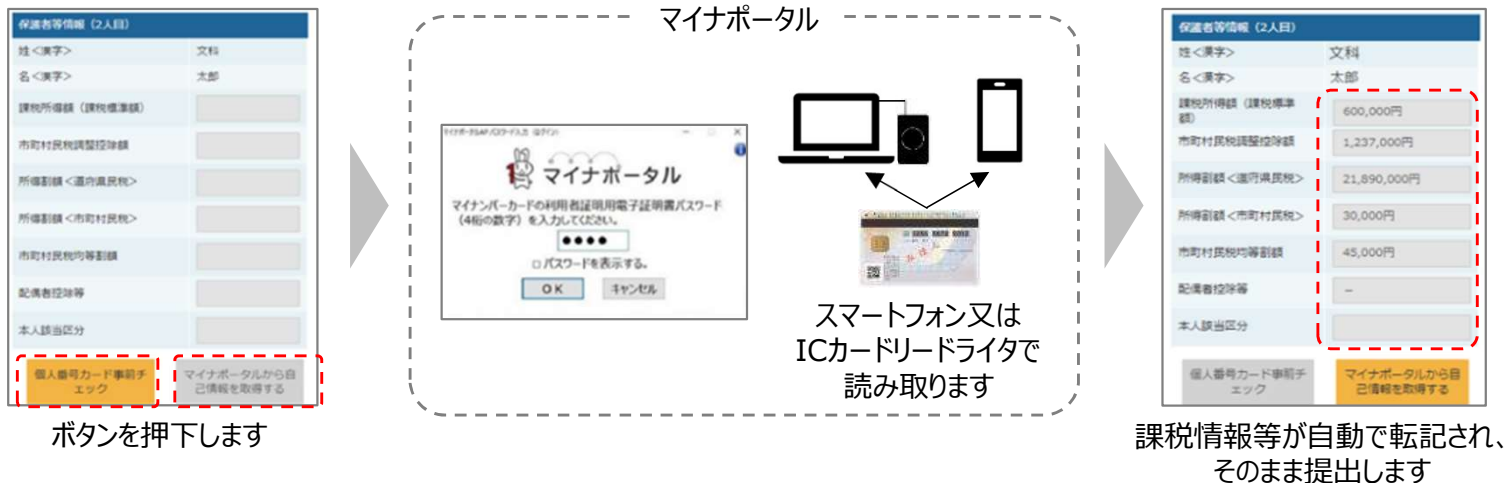 保護者等情報（2人目）
姓＜漢字＞ 文科
名＜漢字＞ 太郎
課税所得額（課税標準額）
市町村民税調整控除額
所得割額＜道府県民税＞
所得割額＜市町村民税＞
市町村民税均等割額
配偶者控除等
本人該当区分
個人番号カード事前チ
ェック
マイナポータルから自
己情報を取得する
ボタンを押下します
マイナポータル
マイナポータル
マイナンバーカードの利用者証明用電子証明書パスワード
（4桁の数字）を入力してください。
●●●●
□パスワードを表示する。
OK キャンセル
スマートフォン又は
ICカードリードライタで
読み取ります
保護者等情報（2人目）
姓＜漢字＞ 文科
名＜漢字＞ 太郎
課税所得額（課税標準
額） 600,000円
市町村民税調整控除額 1,237,000円
所得割額＜道府県民税＞ 21,890,000円
所得割額＜市町村民税＞ 30,000円
市町村民税均等割額 45,000円
配偶者控除等 －
本人該当区分
個人番号カード事前チ
ェック
マイナポータルから自
己情報を取得する
課税情報等が自動で転記され、
そのまま提出します